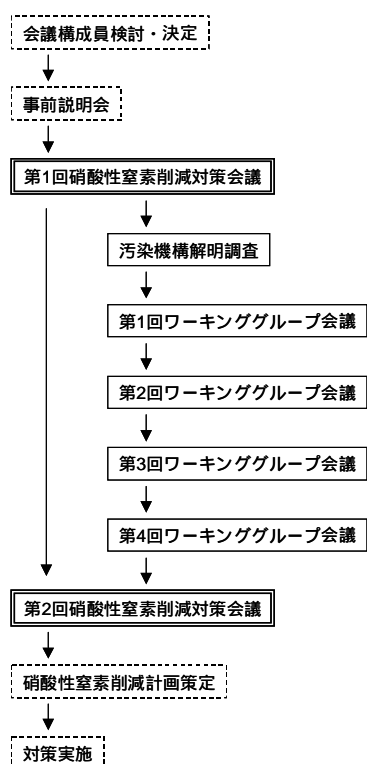 会議構成員検討・決定
事前説明会
第1回硝酸性窒素削減対策会議
汚染機構解明調査
第1回ワーキンググループ会議
第2回ワーキンググループ会議
第3回ワーキンググループ会議
第4回ワーキンググループ会議
第2回硝酸性窒素削減対策会議
硝酸性窒素削減計画策定
対策実施